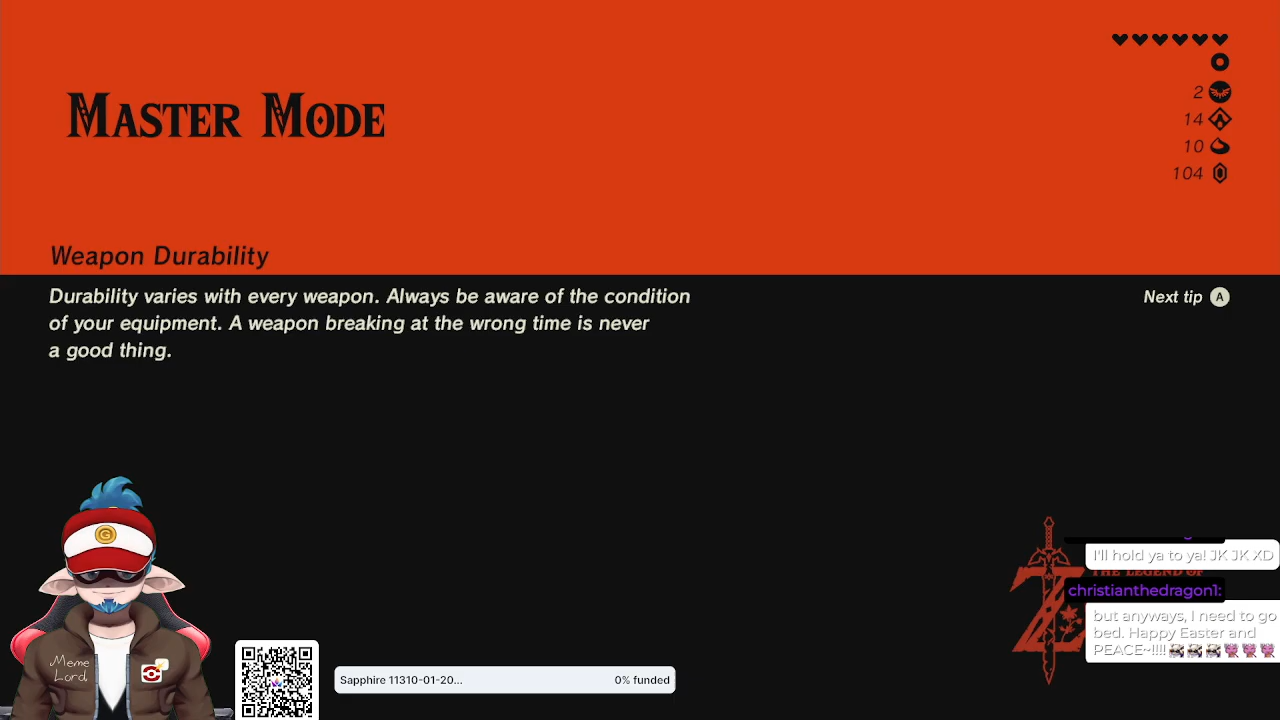 Master Mode
2
14
10
104
Weapon Durability
Durability varies with every weapon. Always be aware of the condition
of your equipment. A weapon breaking at the wrong time is never
a good thing.
Next tip A
G
Meme
Lord
Sapphire 11310-01-20...
0% funded
I'll hold ya to ya! JK JK XD
THE LEGEND OF
Z
christianthedragon1:
but anyways, I need to go
bed. Happy Easter and
PEACE~!!!!